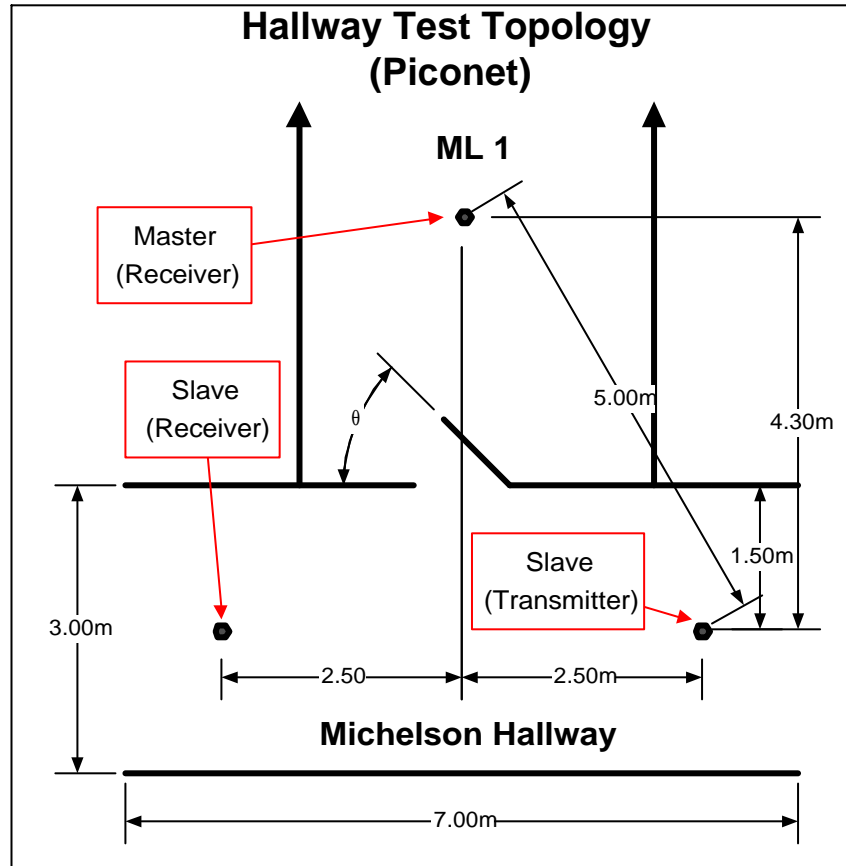 Hallway Test Topology
(Piconet)
ML 1
Master
(Receiver)
Slave
(Receiver)
θ
5.00m
4.30m
1.50m
Slave
(Transmitter)
3.00m
2.50
2.50m
Michelson Hallway
7.00m